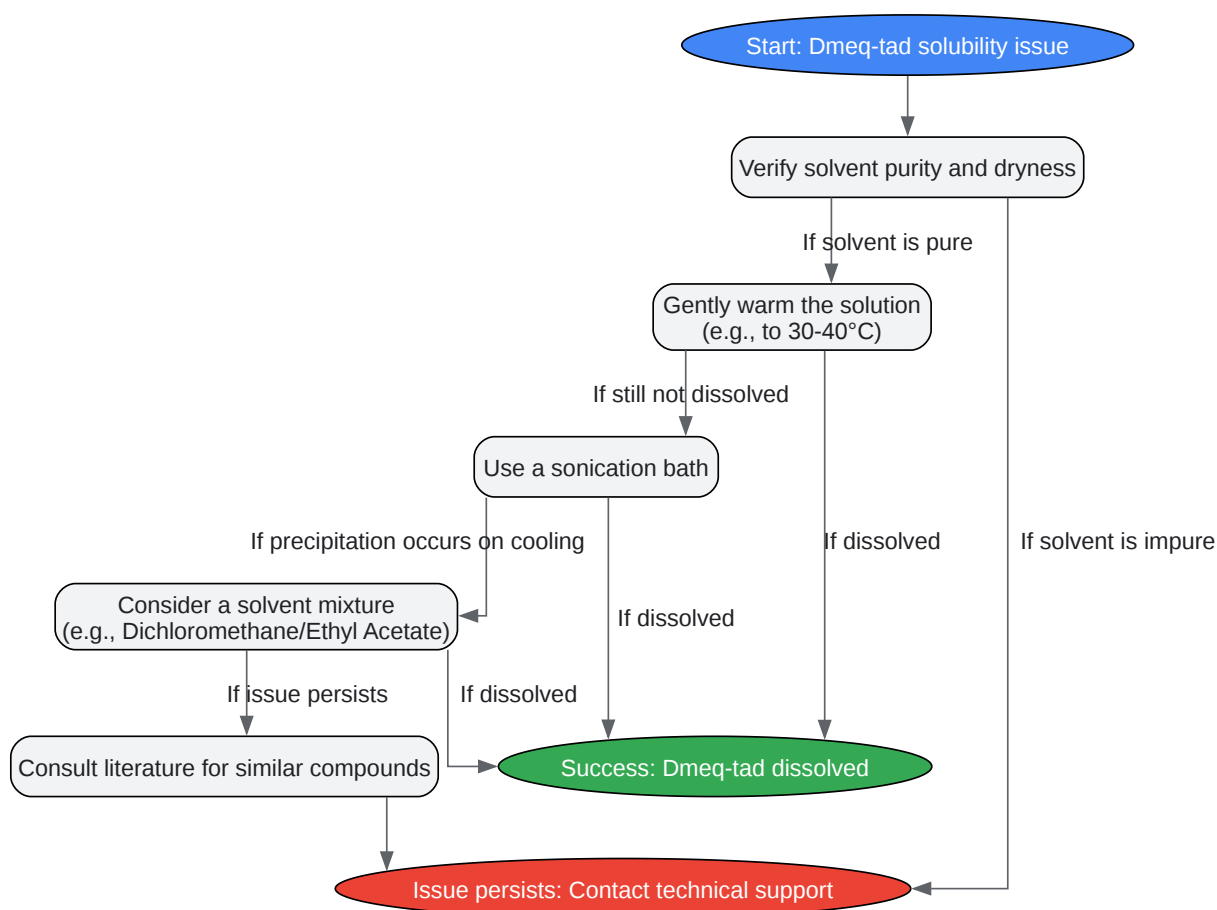 Start: Dmeq-tad solubility issue
Verify solvent purity and dryness
If solvent is pure
Gently warm the solution
(e.g., to 30-40°C)
If still not dissolved
Use a sonication bath
If precipitation occurs on cooling
If dissolved
If solvent is impure
Consider a solvent mixture
(e.g., Dichloromethane/Ethyl Acetate)
If dissolved
If issue persists
If dissolved
Consult literature for similar compounds
Success: Dmeq-tad dissolved
Issue persists: Contact technical support